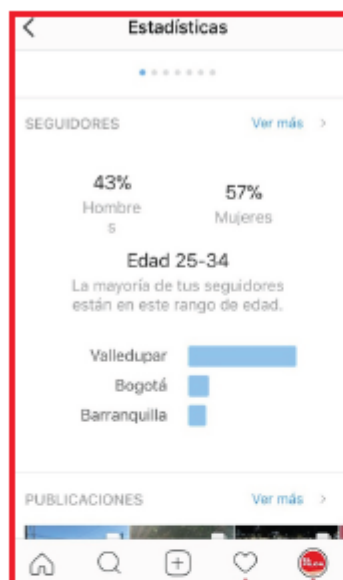 Estadísticas
SEGUIDORES Ver más
43% 57%
Hombre Mujeres
s
Edad 25-34
La mayoría de tus seguidores
están en este rango de edad.
Valledupar
Bogotá
Barranquilla
PUBLICACIONES Ver más